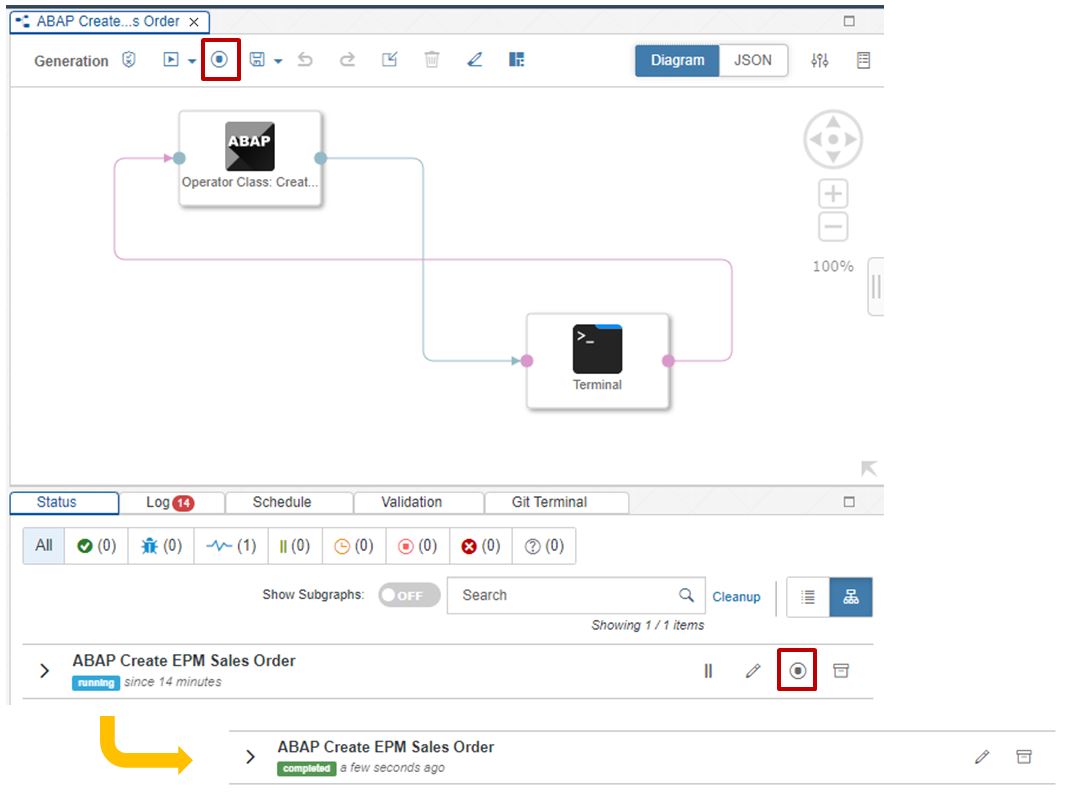 ABAP Create...s Order
Generation
Diagram
JSON
ABAP
Operator Class: Creat...
100%
>_
Terminal
Status
Log 14
Schedule
Validation
Git Terminal
All
(0)
(0)
(1)
(0)
(0)
(0)
(0)
(0)
Show Subgraphs:
OFF
Search
Cleanup
Showing 1 / 1 items
ABAP Create EPM Sales Order
running since 14 minutes
ABAP Create EPM Sales Order
completed a few seconds ago